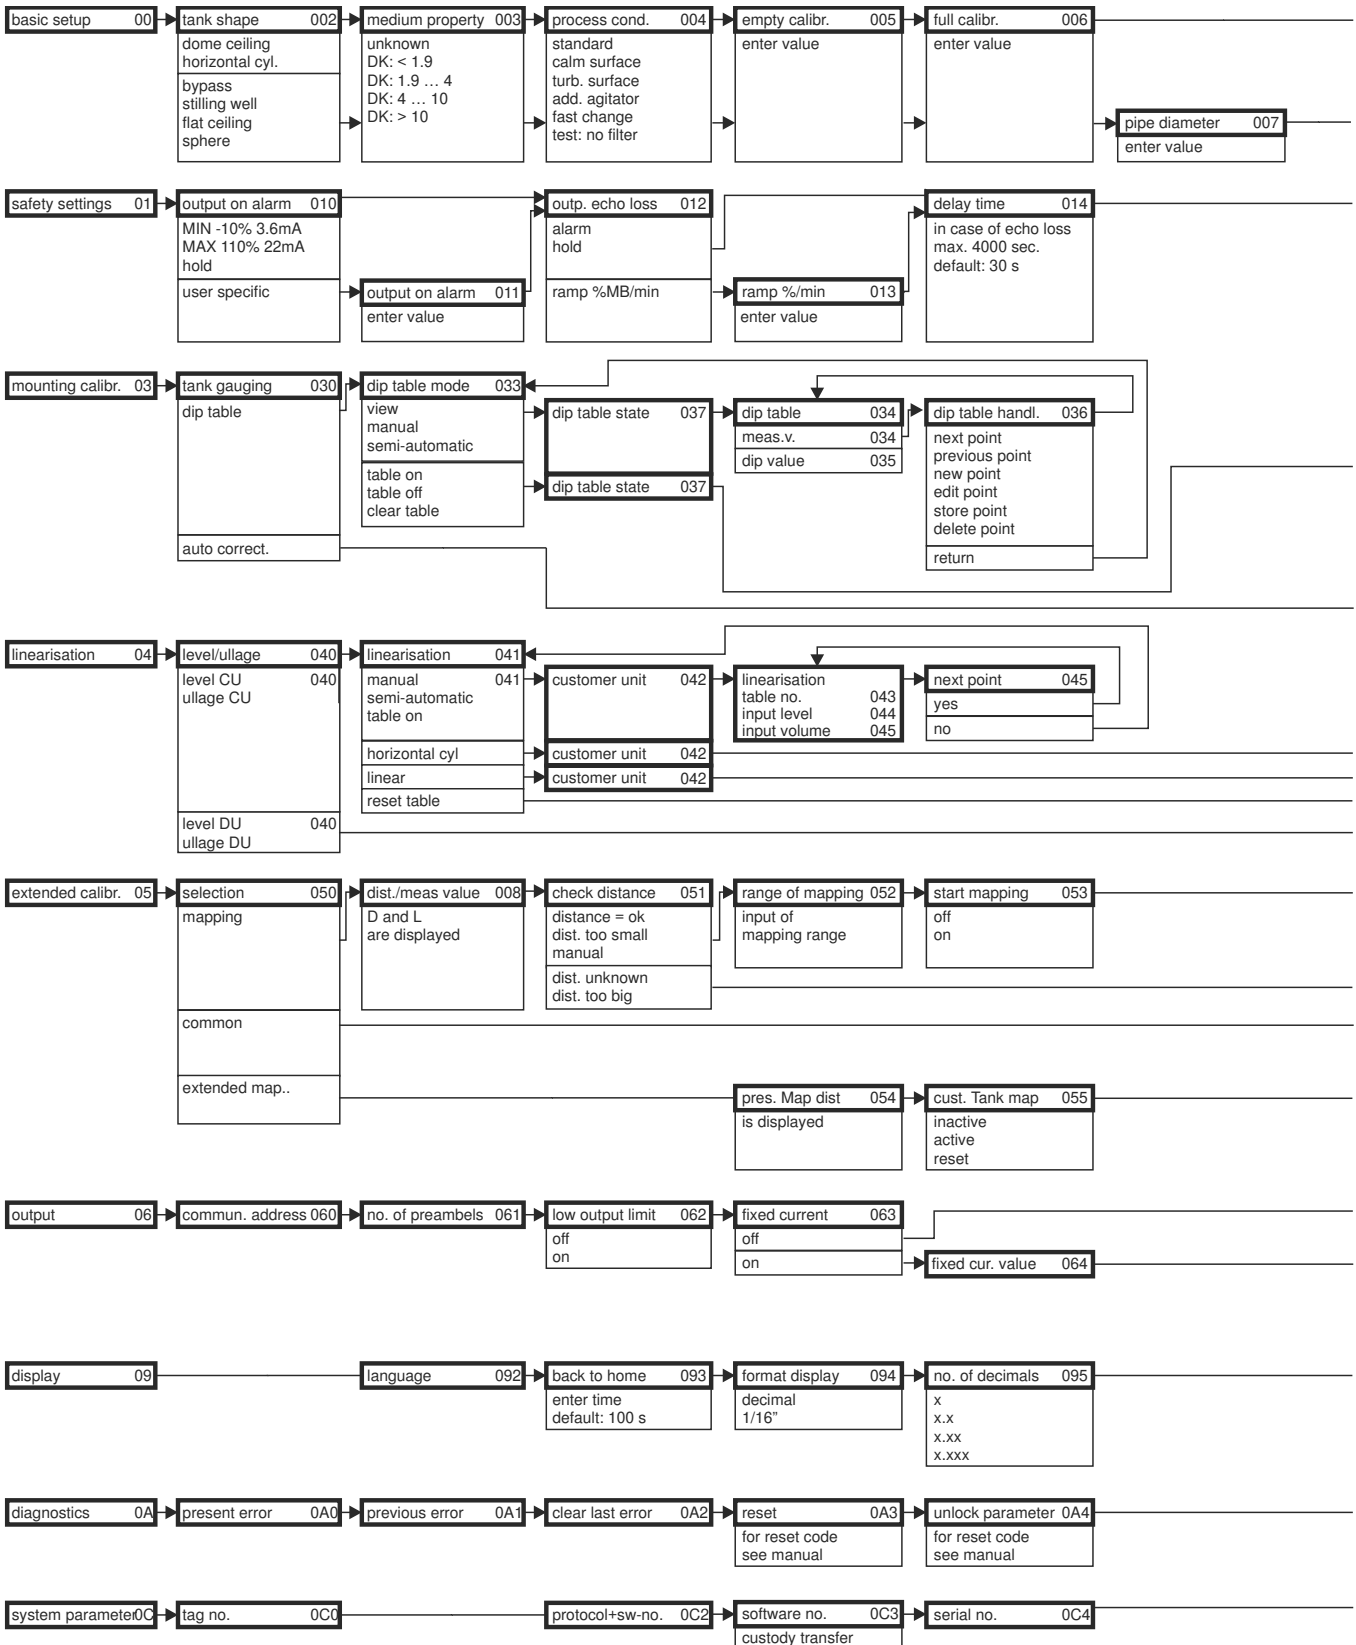 basic setup 00
tank shape 002
dome ceiling
horizontal cyl.
bypass
stilling well
flat ceiling
sphere
medium property 003
unknown
DK: < 1.9
DK: 1.9 … 4
DK: 4 … 10
DK: > 10
process cond. 004
standard
calm surface
turb. surface
add. agitator
fast change
test: no filter
empty calibr. 005
enter value
full calibr. 006
enter value
pipe diameter 007
enter value
safety settings 01
output on alarm 010
MIN -10% 3.6mA
MAX 110% 22mA
hold
user specific
output on alarm 011
enter value
outp. echo loss 012
alarm
hold
ramp %MB/min
ramp %/min 013
enter value
delay time 014
in case of echo loss
max. 4000 sec.
default: 30 s
mounting calibr. 03
tank gauging 030
dip table
auto correct.
dip table mode 033
view
manual
semi-automatic
table on
table off
clear table
dip table state 037
dip table state 037
dip table 034
meas.v. 034
dip value 035
dip table handl. 036
next point
previous point
new point
edit point
store point
delete point
return
linearisation 04
level/ullage 040
level CU 040
ullage CU
level DU 040
ullage DU
linearisation 041
manual 041
semi-automatic
table on
horizontal cyl
linear
reset table
customer unit 042
customer unit 042
customer unit 042
linearisation
table no. 043
input level 044
input volume 045
next point 045
yes
no
extended calibr. 05
selection 050
mapping
common
extended map..
dist./meas value 008
D and L
are displayed
check distance 051
distance = ok
dist. too small
manual
dist. unknown
dist. too big
range of mapping 052
input of
mapping range
start mapping 053
off
on
pres. Map dist 054
is displayed
cust. Tank map 055
inactive
active
reset
output 06
commun. address 060
no. of preambels 061
low output limit 062
off
on
fixed current 063
off
on
fixed cur. value 064
display 09
language 092
back to home 093
enter time
default: 100 s
format display 094
decimal
1/16”
no. of decimals 095
x
x.x
x.xx
x.xxx
diagnostics 0A
present error 0A0
previous error 0A1
clear last error 0A2
reset 0A3
for reset code
see manual
unlock parameter 0A4
for reset code
see manual
system parameter 0C
tag no. 0C0
protocol+sw-no. 0C2
software no. 0C3
custody transfer
serial no. 0C4